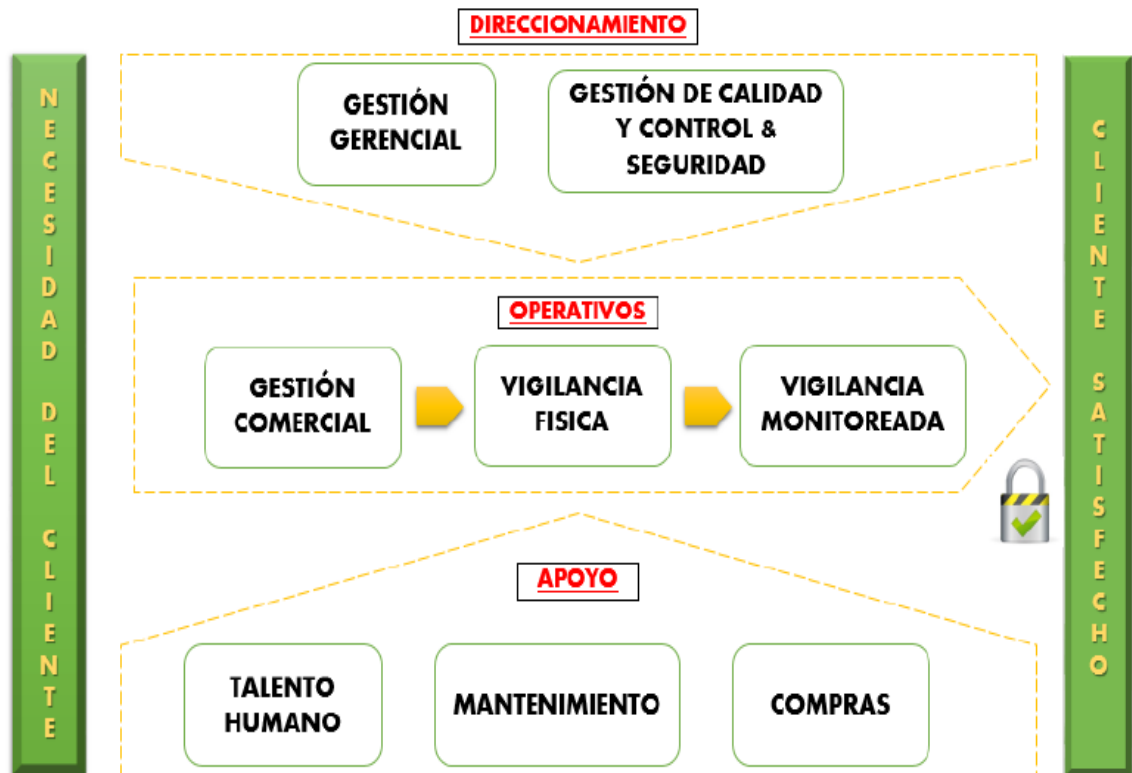 DIRECCIONAMIENTO
NECESIDAD DEL CLIENTE
GESTIÓN
GERENCIAL
GESTIÓN DE CALIDAD
Y CONTROL &
SEGURIDAD
OPERATIVOS
GESTIÓN
COMERCIAL
VIGILANCIA
FISICA
VIGILANCIA
MONITOREADA
APOYO
TALENTO
HUMANO
MANTENIMIENTO
COMPRAS
CLIENTE SATISFECHO